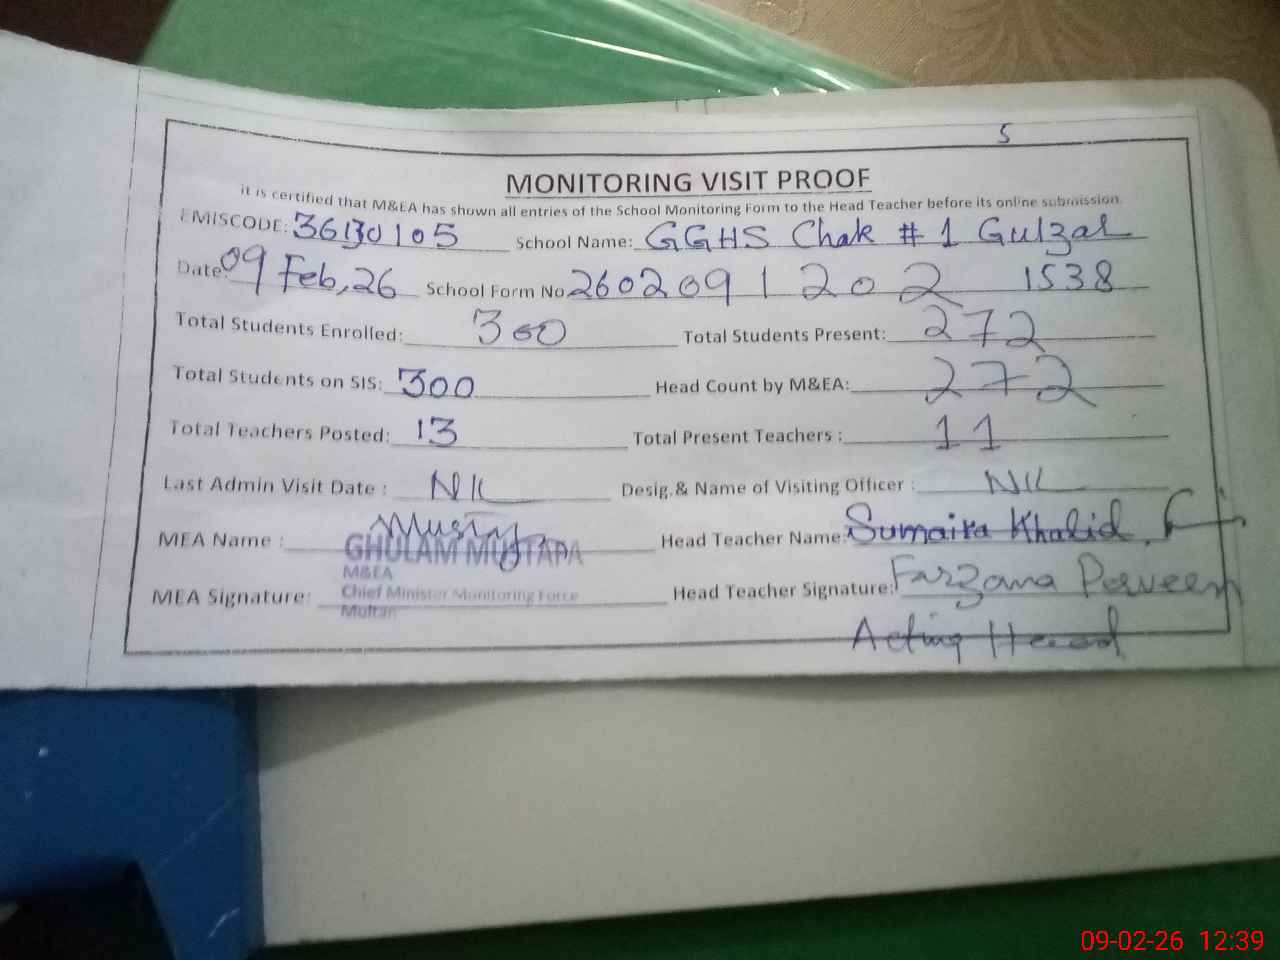 5
MONITORING VISIT PROOF
it is certified that M&EA has shown all entries of the School Monitoring Form to the Head Teacher before its online submission.
EMISCODE: 36130105 School Name: GGHS Chak # 1 Gulzar
Date: 09 Feb, 26 School Form No 26020911202 1538
Total Students Enrolled: 300 Total Students Present: 272
Total Students on SIS: 300 Head Count by M&EA: 272
Total Teachers Posted: 13 Total Present Teachers : 11
Last Admin Visit Date : NIL Desig.& Name of Visiting Officer : NIL
MEA Name : GHULAM MUSTAFA Head Teacher Name: Sumaira Khalid
M&EA
MEA Signature: Chief Minister Monitoring Force Head Teacher Signature: Farzana Parveen
Multan
Acting Head
09-02-26 12:39